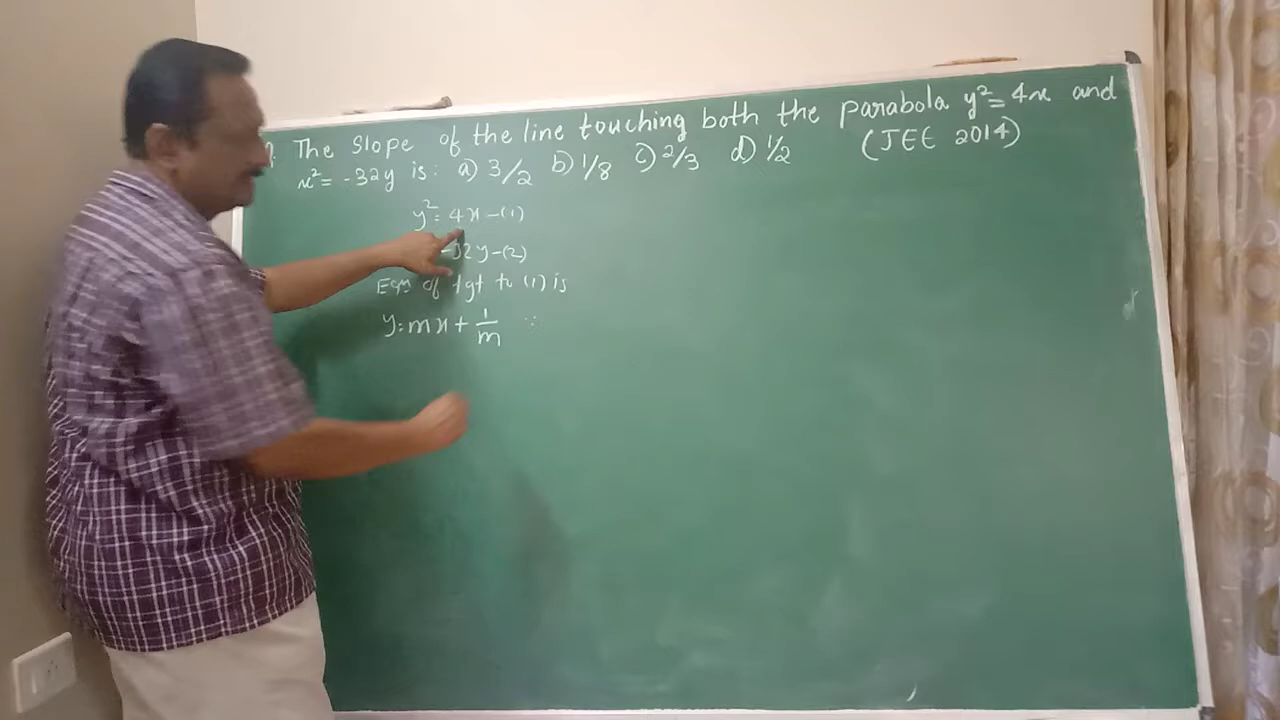 The Slope of the line touching both the parabola y² = 4x and
x² = -32y is: a) 3/2 b) 1/8 c) 2/3 d) 1/2 (JEE 2014)
y² = 4x - (1)
-32y - (2)
Eqn of tgt to (1) is
y = mx + 1/m ∵